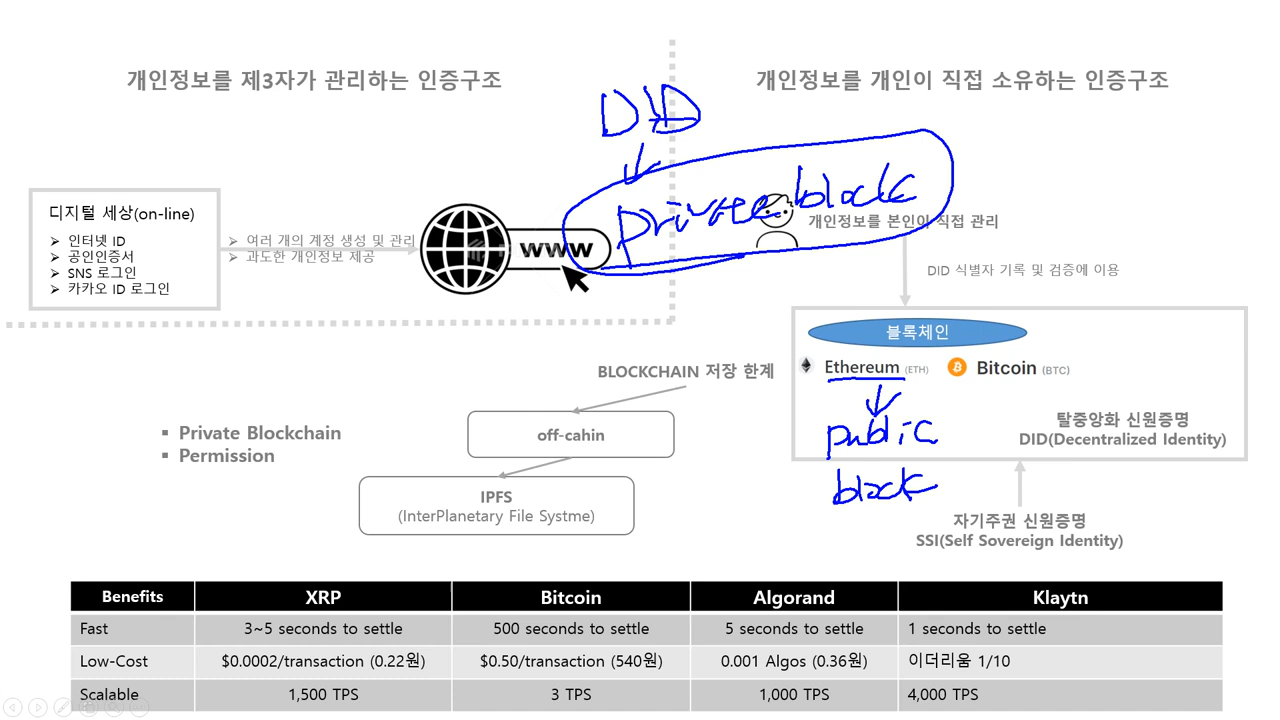 개인정보를 제3자가 관리하는 인증구조
개인정보를 개인이 직접 소유하는 인증구조
DID
private block
디지털 세상(on-line)
인터넷 ID
공인인증서
SNS 로그인
카카오 ID 로그인
여러 개의 계정 생성 및 관리
과도한 개인정보 제공
www
개인정보를 본인이 직접 관리
DID 식별자 기록 및 검증에 이용
블록체인
Ethereum (ETH)
Bitcoin (BTC)
public
block
탈중앙화 신원증명
DID(Decentralized Identity)
BLOCKCHAIN 저장 한계
off-cahin
IPFS
(InterPlanetary File Systme)
Private Blockchain
Permission
자기주권 신원증명
SSI(Self Sovereign Identity)
Benefits XRP Bitcoin Algorand Klaytn
Fast 3~5 seconds to settle 500 seconds to settle 5 seconds to settle 1 seconds to settle
Low-Cost $0.0002/transaction (0.22원) $0.50/transaction (540원) 0.001 Algos (0.36원) 이더리움 1/10
Scalable 1,500 TPS 3 TPS 1,000 TPS 4,000 TPS